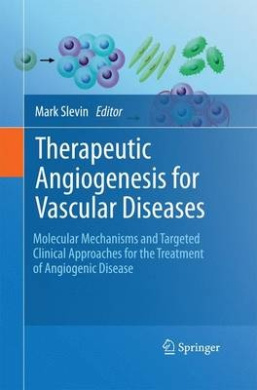 Mark Slevin Editor
Therapeutic
Angiogenesis for
Vascular Diseases
Molecular Mechanisms and Targeted
Clinical Approaches for the Treatment
of Angiogenic Disease
Springer